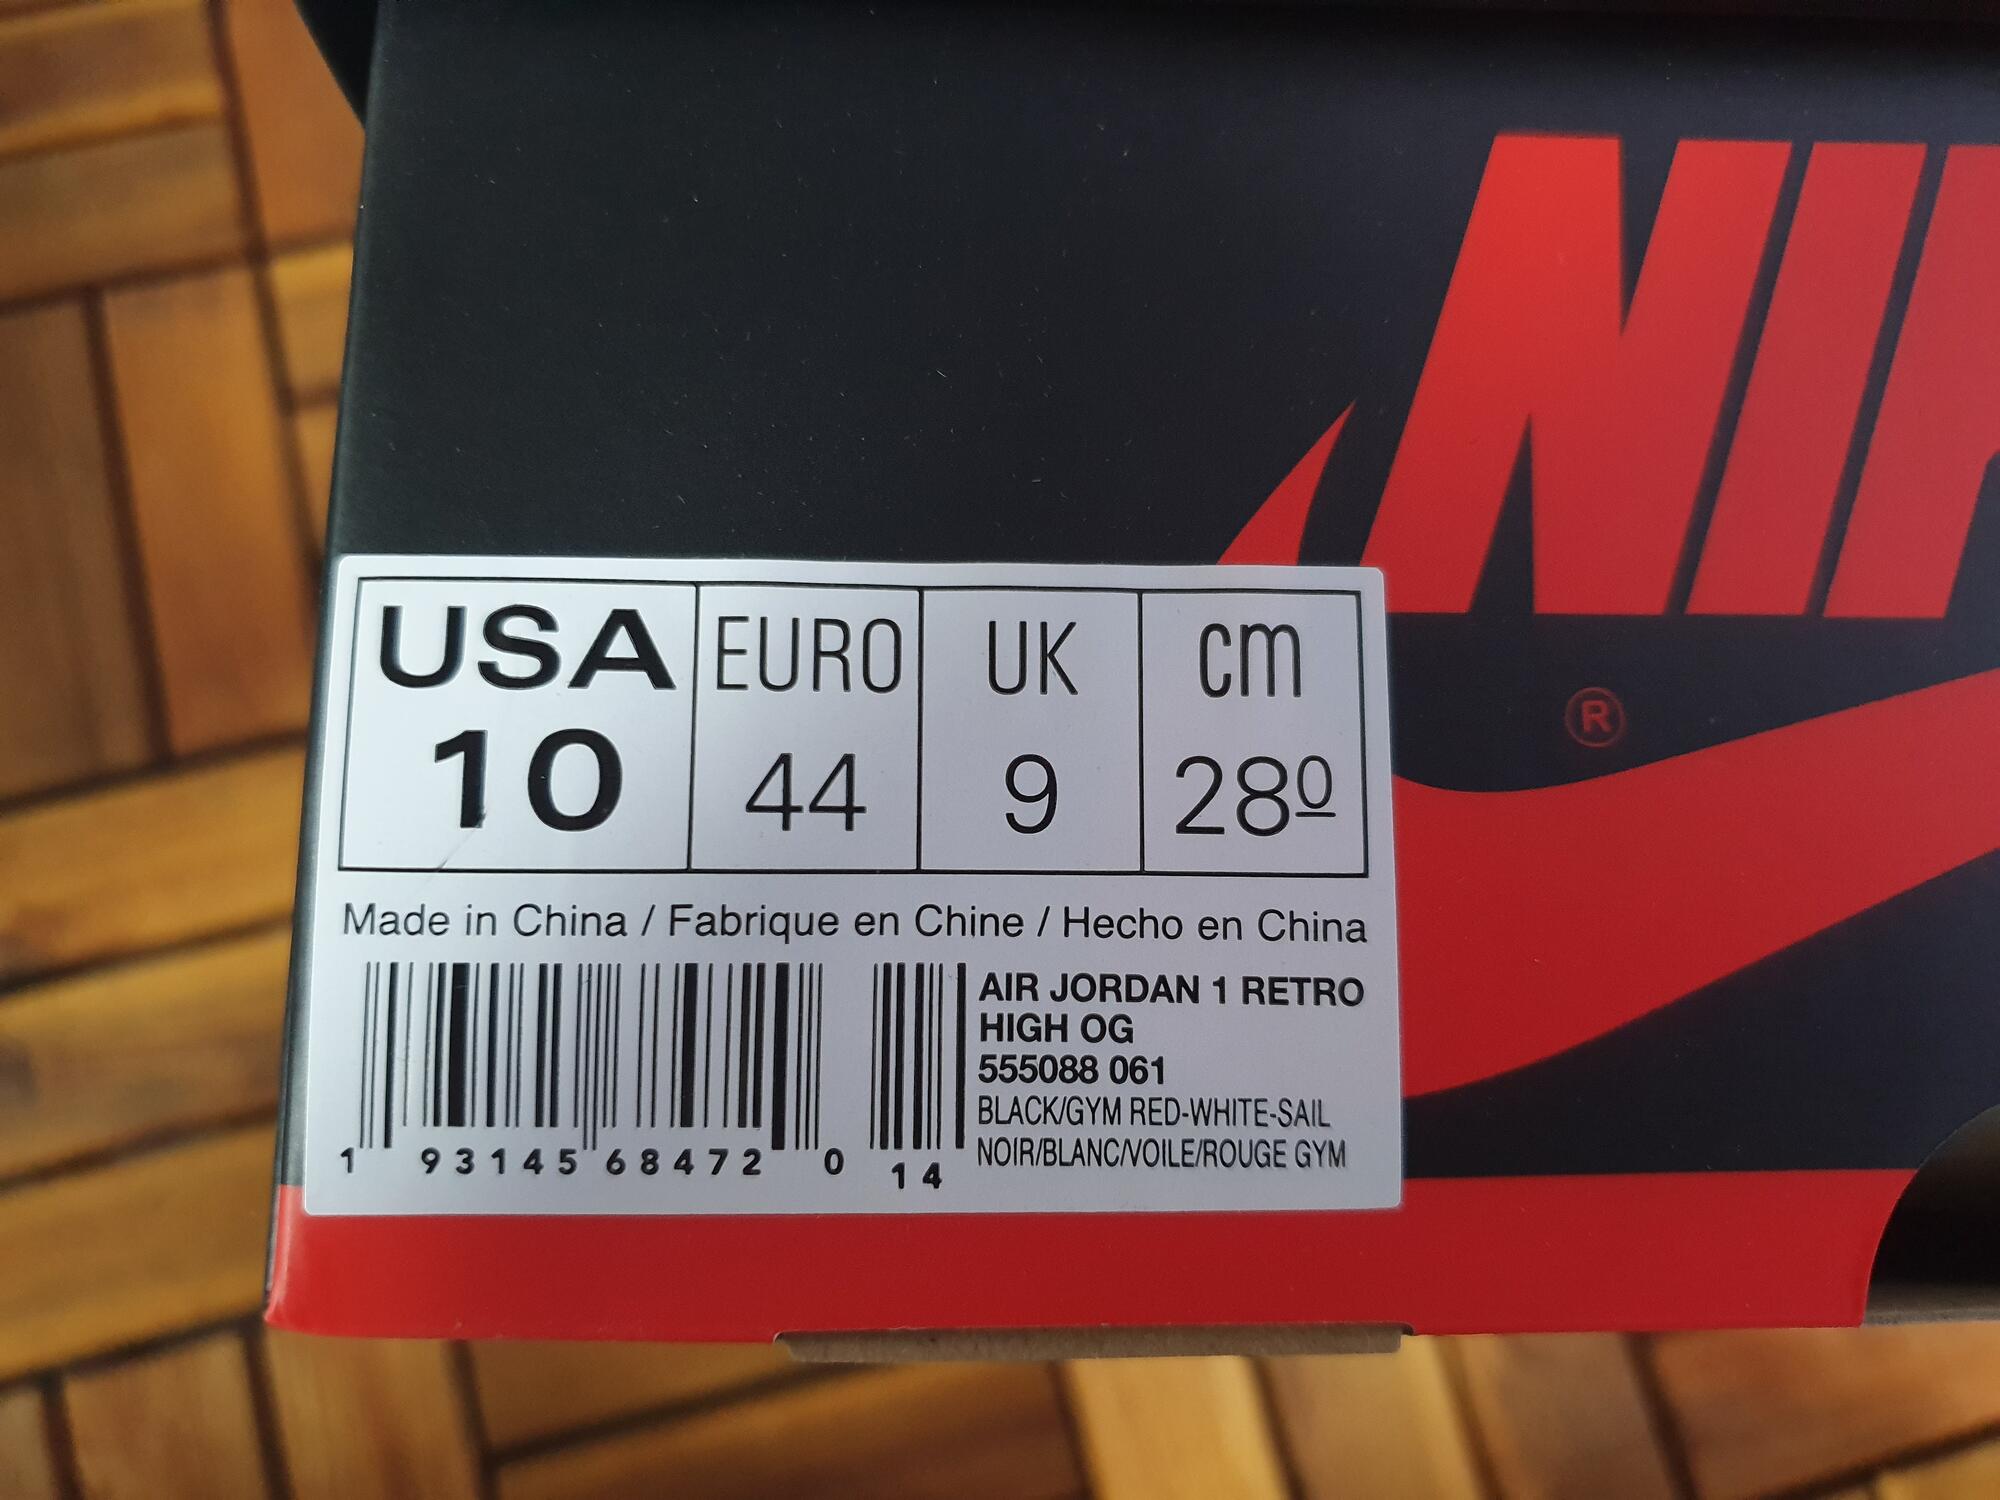 NIK
®
USA EURO UK cm
10 44 9 280
Made in China / Fabrique en Chine / Hecho en China
AIR JORDAN 1 RETRO
HIGH OG
555088 061
BLACK/GYM RED-WHITE-SAIL
NOIR/BLANC/VOILE/ROUGE GYM
1 93145 68472 0 14